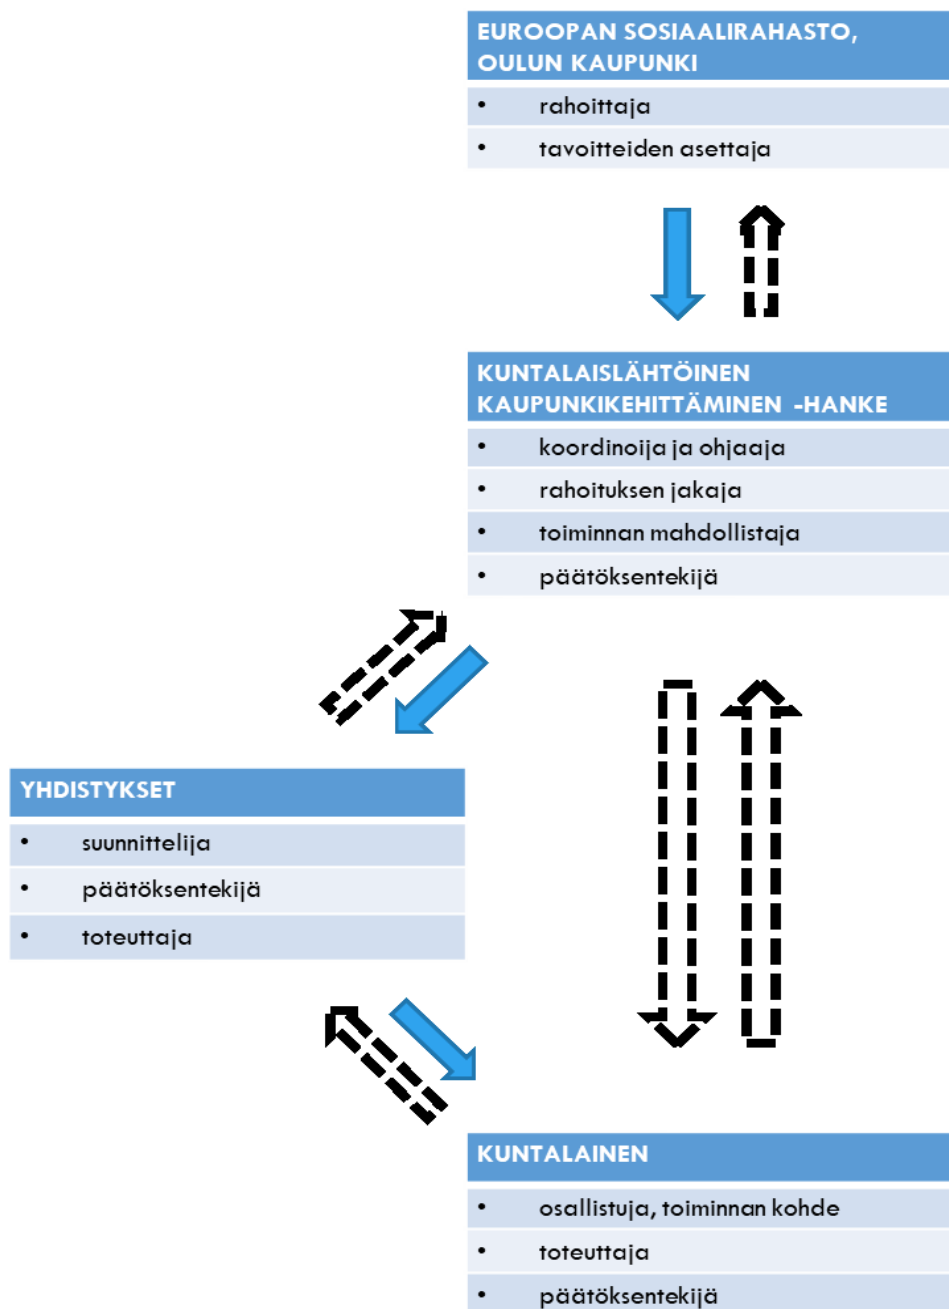 EUROOPAN SOSIAALIRAHASTO,
OULUN KAUPUNKI
• rahoittaja
• tavoitteiden asettaja
KUNTALAISLÄHTÖINEN
KAUPUNKIKEHITTÄMINEN -HANKE
• koordinoija ja ohjaaja
• rahoituksen jakaja
• toiminnan mahdollistaja
• päätöksentekijä
YHDISTYKSET
• suunnittelija
• päätöksentekijä
• toteuttaja
KUNTALAINEN
• osallistuja, toiminnan kohde
• toteuttaja
• päätöksentekijä